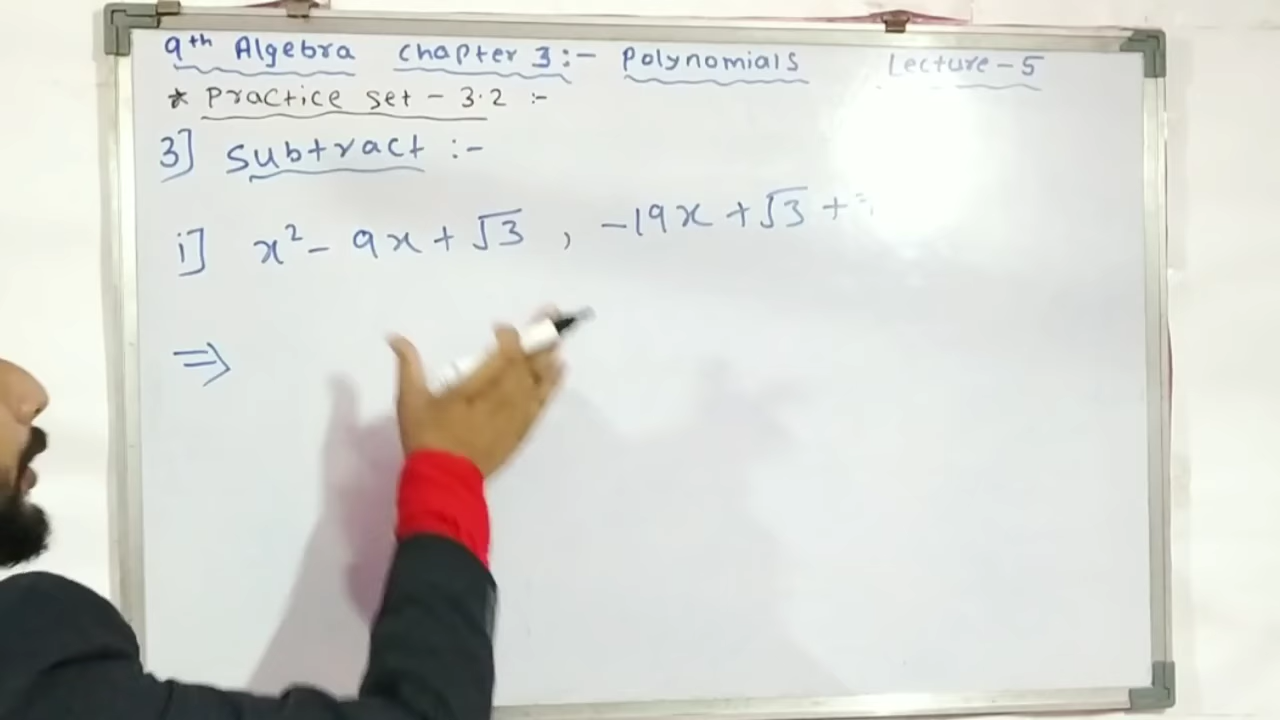 9th Algebra Chapter 3:- Polynomials Lecture-5
* Practice set - 3.2 :-
3] Subtract :-
i] x² - 9x + √3 , -19x + √3 +
⇒